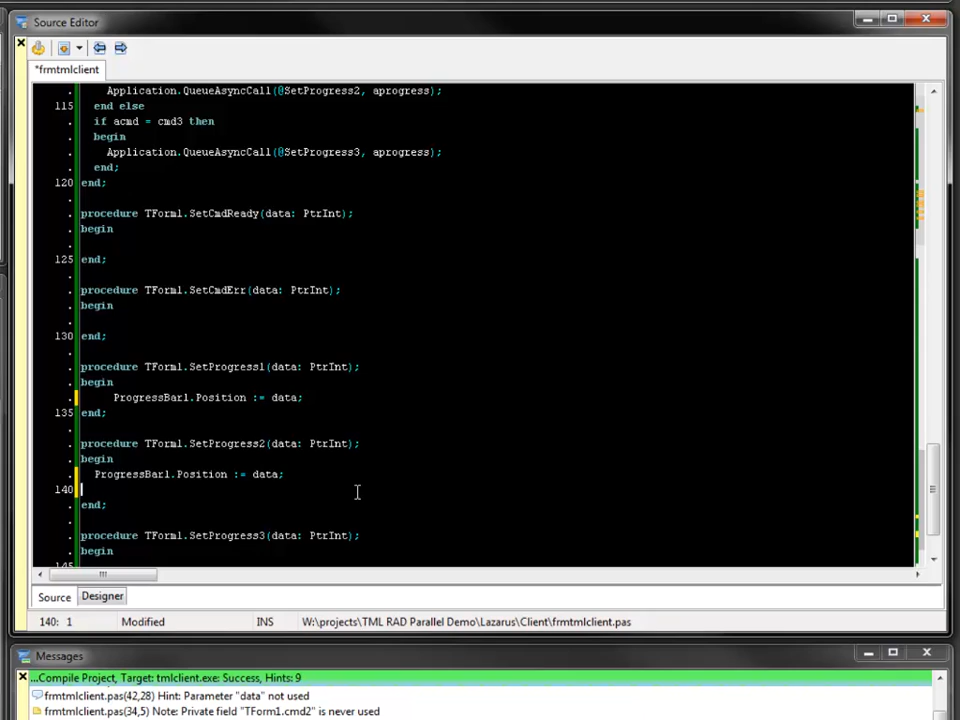 Source Editor
*frmtmlclient
Application.QueueAsyncCall(@SetProgress2, aprogress);
115 end else
if acmd = cmd3 then
begin
Application.QueueAsyncCall(@SetProgress3, aprogress);
end;
120 end;
procedure TForm1.SetCmdReady(data: PtrInt);
begin
125 end;
procedure TForm1.SetCmdErr(data: PtrInt);
begin
130 end;
procedure TForm1.SetProgress1(data: PtrInt);
begin
ProgressBar1.Position := data;
135 end;
procedure TForm1.SetProgress2(data: PtrInt);
begin
ProgressBar1.Position := data;
140
end;
procedure TForm1.SetProgress3(data: PtrInt);
begin
145
Source Designer
140: 1 Modified INS W:\projects\TML RAD Parallel Demo\Lazarus\Client\frmtmlclient.pas
Messages
...Compile Project, Target: tmlclient.exe: Success, Hints: 9
frmtmlclient.pas(42,28) Hint: Parameter "data" not used
frmtmlclient.pas(34,5) Note: Private field "TForm1.cmd2" is never used